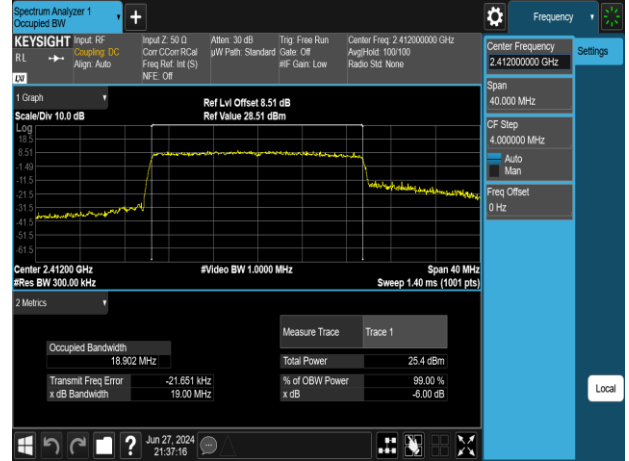 Spectrum Analyzer 1
Occupied BW
+
Frequency
KEYSIGHT
RL
LXI
Input: RF
Coupling: DC
Align: Auto
Input Z: 50 Ω
Corr CCorr RCal
Freq Ref: Int (S)
NFE: Off
Atten: 30 dB
µW Path: Standard
Trig: Free Run
Gate: Off
#IF Gain: Low
Center Freq: 2.412000000 GHz
Avg|Hold: 100/100
Radio Std: None
Center Frequency
2.412000000 GHz
Settings
Span
40.000 MHz
CF Step
4.000000 MHz
Auto
Man
Freq Offset
0 Hz
Local
1 Graph
Scale/Div 10.0 dB
Ref Lvl Offset 8.51 dB
Ref Value 28.51 dBm
Log
18.5
8.51
-1.49
-11.5
-21.5
-31.5
-41.5
-51.5
-61.5
Center 2.41200 GHz
#Video BW 1.0000 MHz
Span 40 MHz
#Res BW 300.00 kHz
Sweep 1.40 ms (1001 pts)
2 Metrics
Measure Trace Trace 1
Occupied Bandwidth
18.902 MHz
Total Power 25.4 dBm
Transmit Freq Error -21.651 kHz
% of OBW Power 99.00 %
x dB Bandwidth 19.00 MHz
x dB -6.00 dB
?
Jun 27, 2024
21:37:16